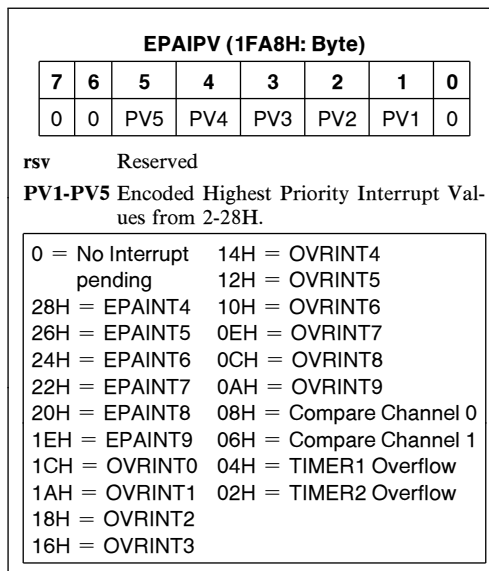 EPAIPV (1FA8H: Byte)
7 6 5 4 3 2 1 0
0 0 PV5 PV4 PV3 PV2 PV1 0
rsv Reserved
PV1-PV5 Encoded Highest Priority Interrupt Val-
ues from 2-28H.
0 = No Interrupt
pending
28H = EPAINT4
26H = EPAINT5
24H = EPAINT6
22H = EPAINT7
20H = EPAINT8
1EH = EPAINT9
1CH = OVRINT0
1AH = OVRINT1
18H = OVRINT2
16H = OVRINT3
14H = OVRINT4
12H = OVRINT5
10H = OVRINT6
0EH = OVRINT7
0CH = OVRINT8
0AH = OVRINT9
08H = Compare Channel 0
06H = Compare Channel 1
04H = TIMER1 Overflow
02H = TIMER2 Overflow